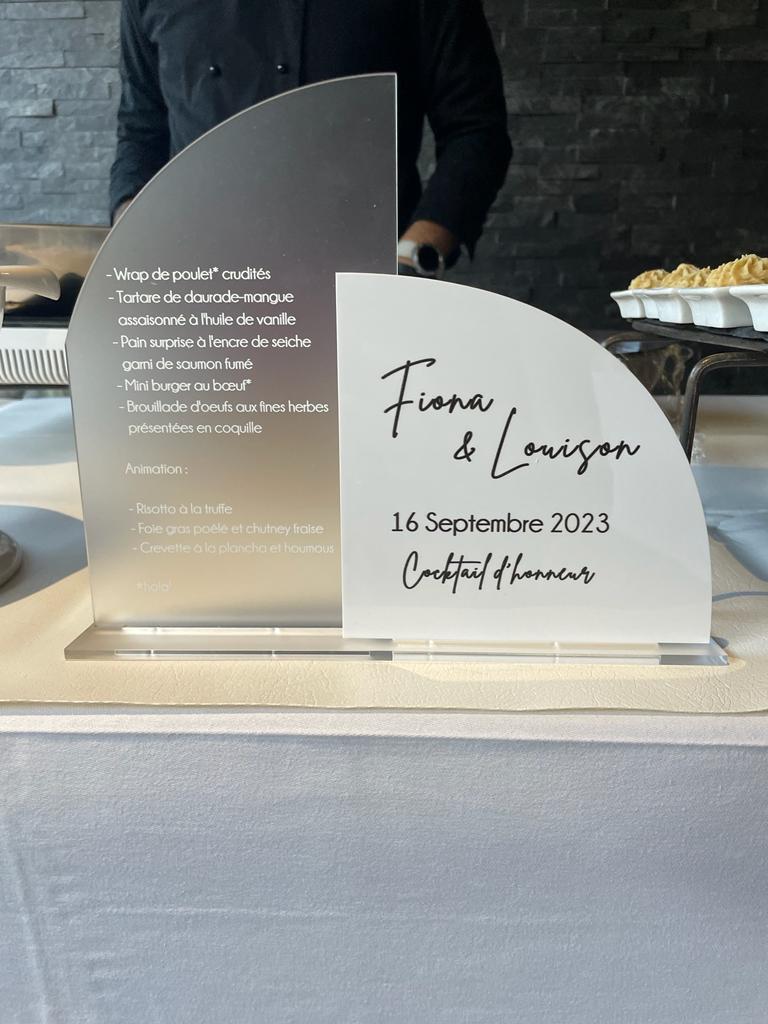 - Wrap de poulet* crudités
- Tartare de daurade-mangue
assaisonné à l'huile de vanille
- Pain surprise à l'encre de seiche
garni de saumon fumé
- Mini burger au bœuf*
- Brouillade d'oeufs aux fines herbes
présentées en coquille
Animation :
- Risotto à la truffe
- Foie gras poêlé et chutney fraise
- Crevette à la plancha et houmous
*halal
Fiona
& Louison
16 Septembre 2023
Cocktail d'honneur